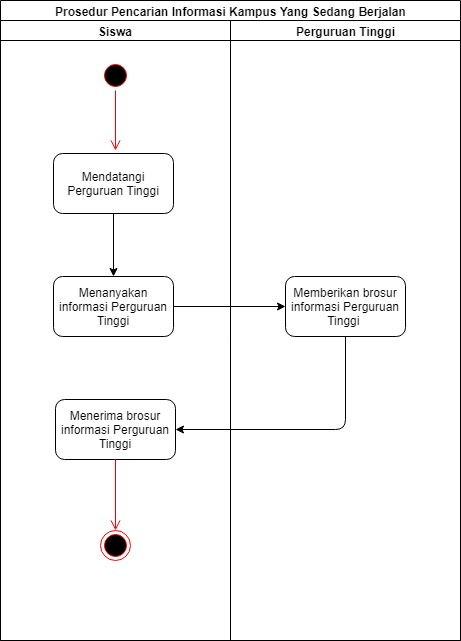 Prosedur Pencarian Informasi Kampus Yang Sedang Berjalan
Siswa
Perguruan Tinggi
Mendatangi
Perguruan Tinggi
Menanyakan
informasi Perguruan
Tinggi
Memberikan brosur
informasi Perguruan
Tinggi
Menerima brosur
informasi Perguruan
Tinggi